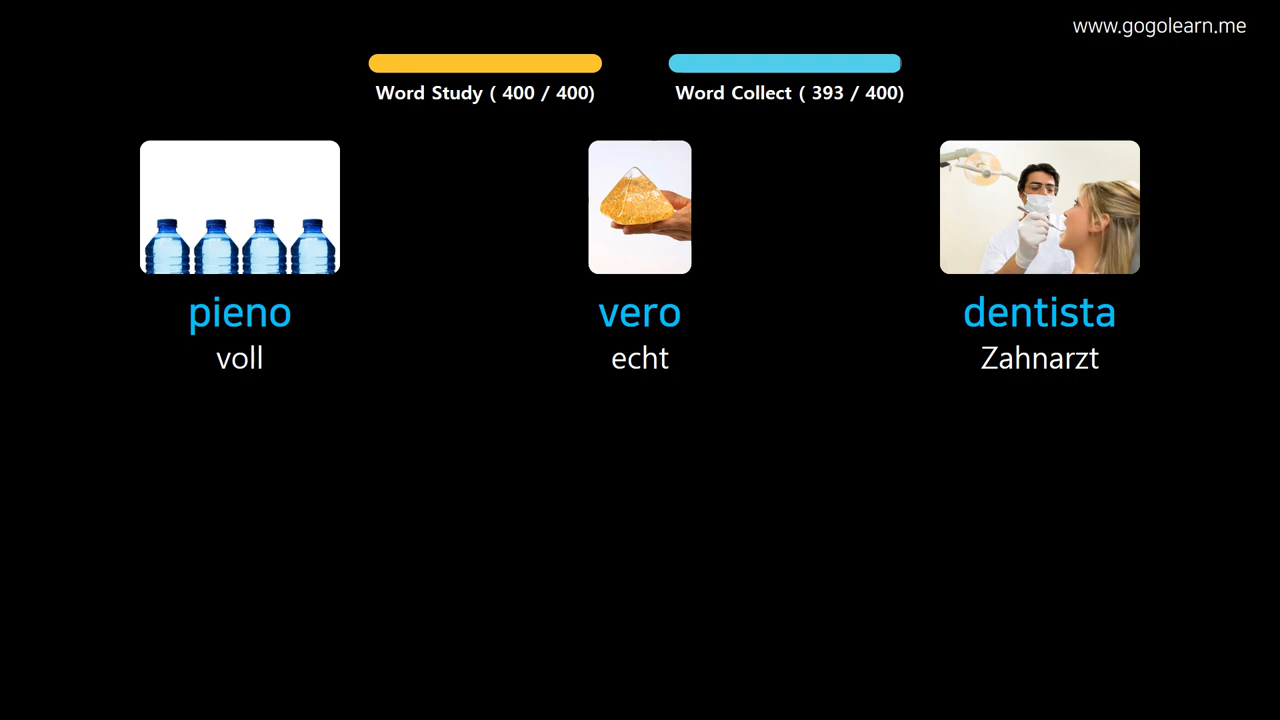 www.gogolearn.me
Word Study ( 400 / 400)
Word Collect ( 393 / 400)
pieno
vero
dentista
voll
echt
Zahnarzt